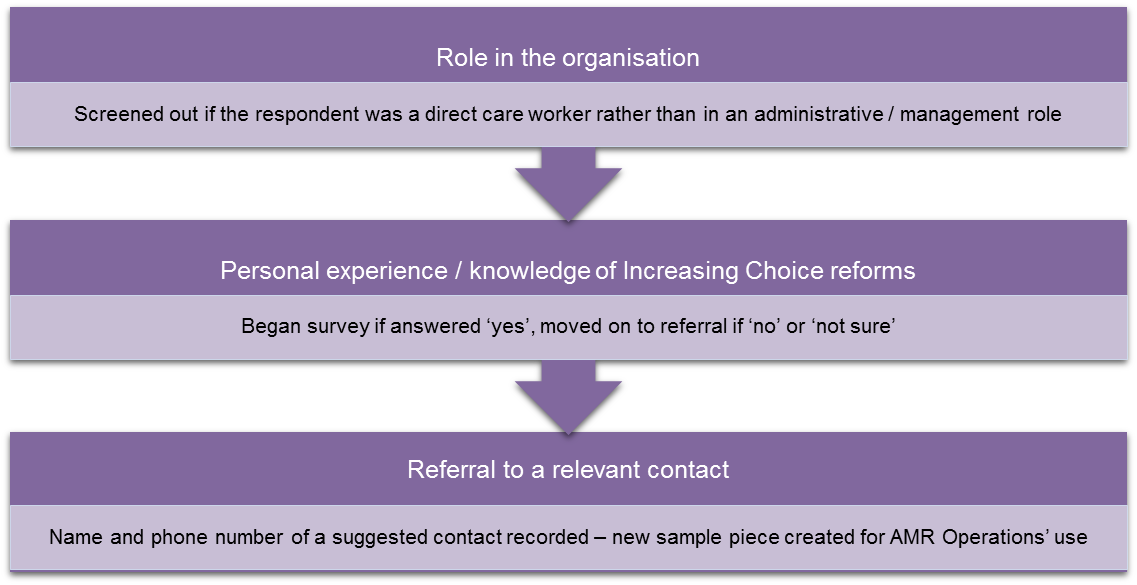 Role in the organisation
Screened out if the respondent was a direct care worker rather than in an administrative / management role
Personal experience / knowledge of Increasing Choice reforms
Began survey if answered ‘yes’, moved on to referral if ‘no’ or ‘not sure’
Referral to a relevant contact
Name and phone number of a suggested contact recorded – new sample piece created for AMR Operations’ use